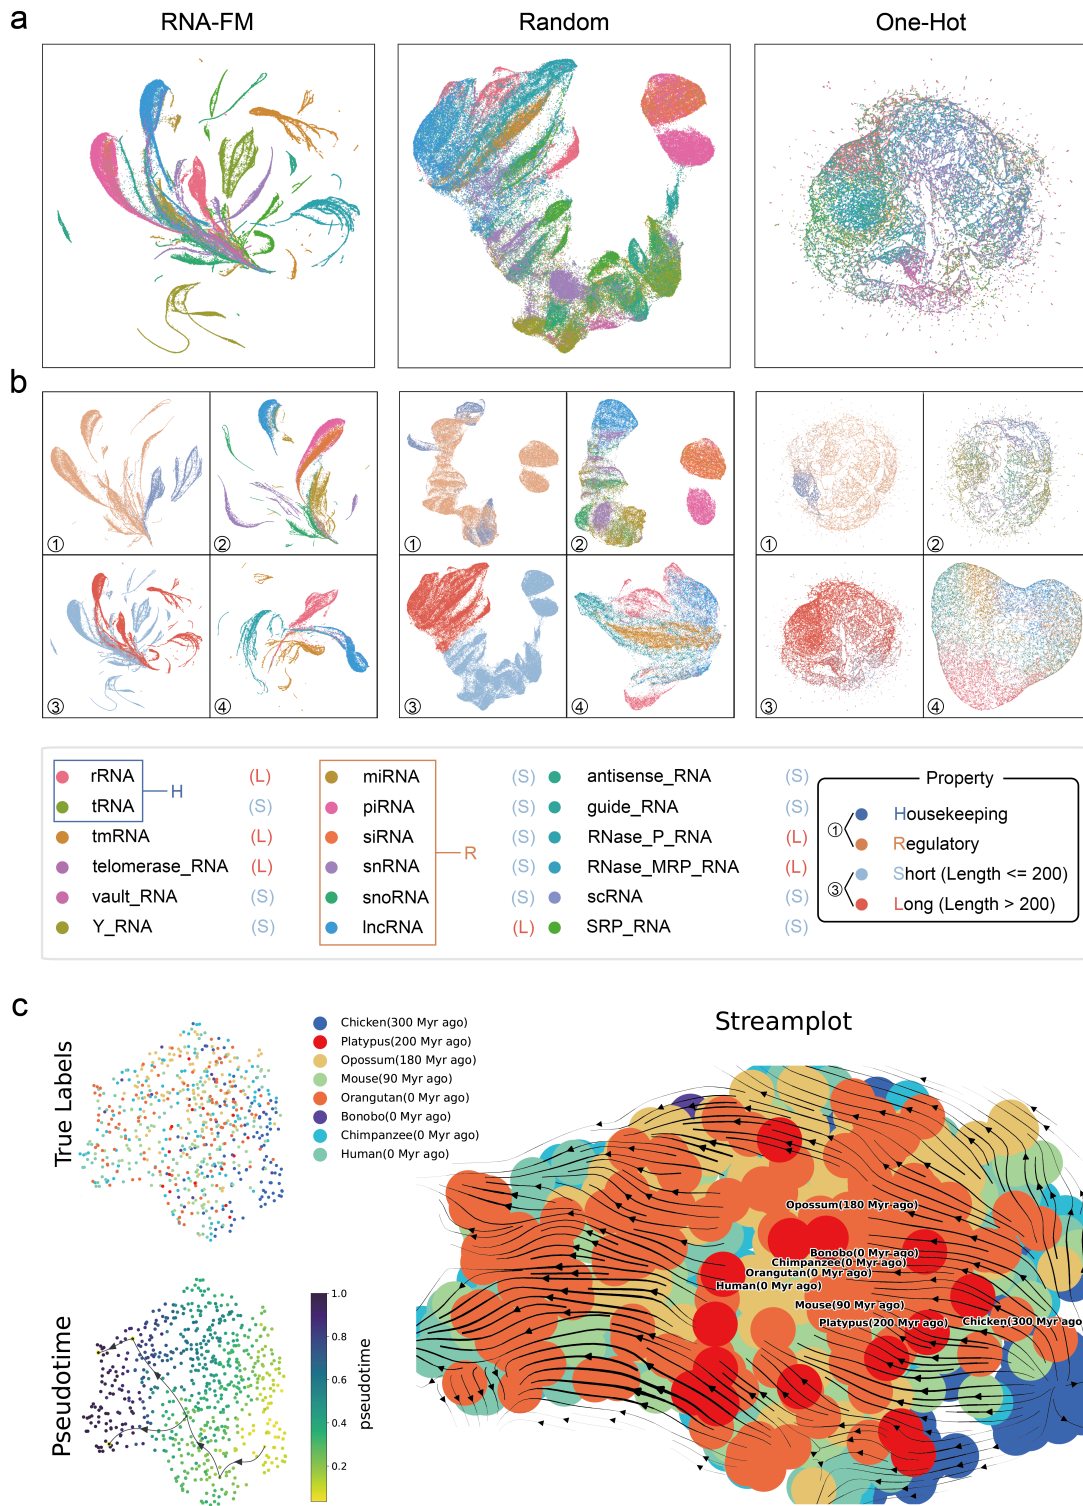 a
RNA-FM
Random
One-Hot
b
① ② ① ② ① ②
③ ④ ③ ④ ③ ④
rRNA (L)
tRNA (S)
H
tmRNA (L)
telomerase_RNA (L)
vault_RNA (S)
Y_RNA (S)
miRNA (S)
piRNA (S)
siRNA (S)
snRNA (S)
snoRNA (S)
lncRNA (L)
R
antisense_RNA (S)
guide_RNA (S)
RNase_P_RNA (L)
RNase_MRP_RNA (L)
scRNA (S)
SRP_RNA (S)
Property
① Housekeeping
Regulatory
③ Short (Length <= 200)
Long (Length > 200)
c
True Labels
Chicken(300 Myr ago)
Platypus(200 Myr ago)
Opossum(180 Myr ago)
Mouse(90 Myr ago)
Orangutan(0 Myr ago)
Bonobo(0 Myr ago)
Chimpanzee(0 Myr ago)
Human(0 Myr ago)
Pseudotime
1.0
0.8
0.6
0.4
0.2
pseudotime
Streamplot
Opossum(180 Myr ago)
Bonobo(0 Myr ago)
Chimpanzee(0 Myr ago)
Orangutan(0 Myr ago)
Human(0 Myr ago)
Mouse(90 Myr ago)
Platypus(200 Myr ago)
Chicken(300 Myr ago